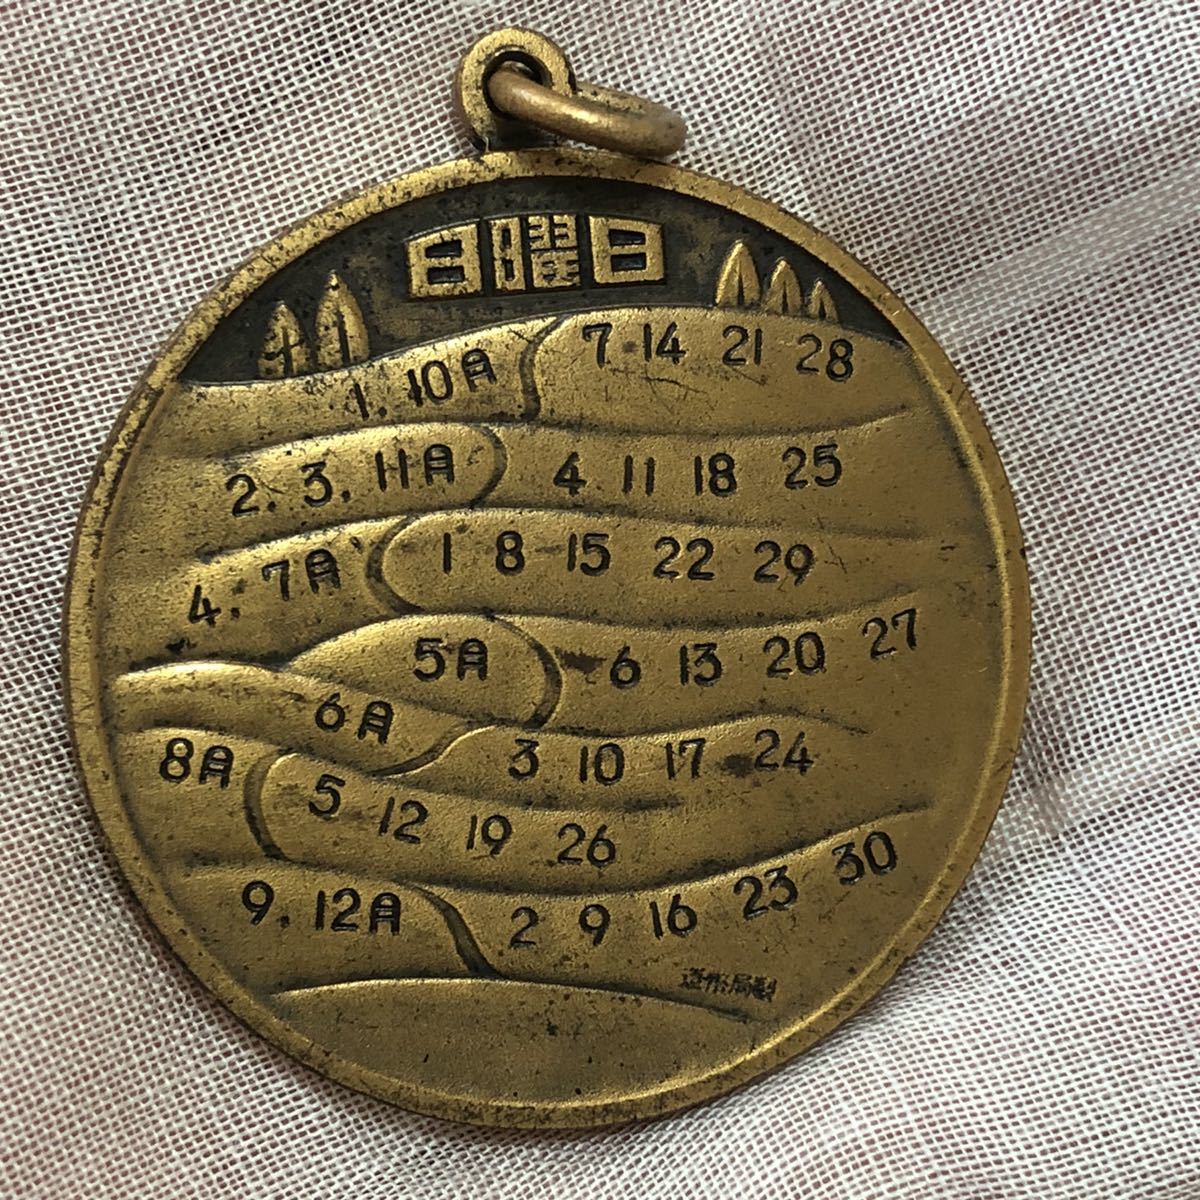 日曜日
1. 10月 7 14 21 28
2. 3. 11月 4 11 18 25
4. 7月 1 8 15 22 29
5月 6 13 20 27
6月 3 10 17 24
8月 5 12 19 26
9. 12月 2 9 16 23 30
造幣局製